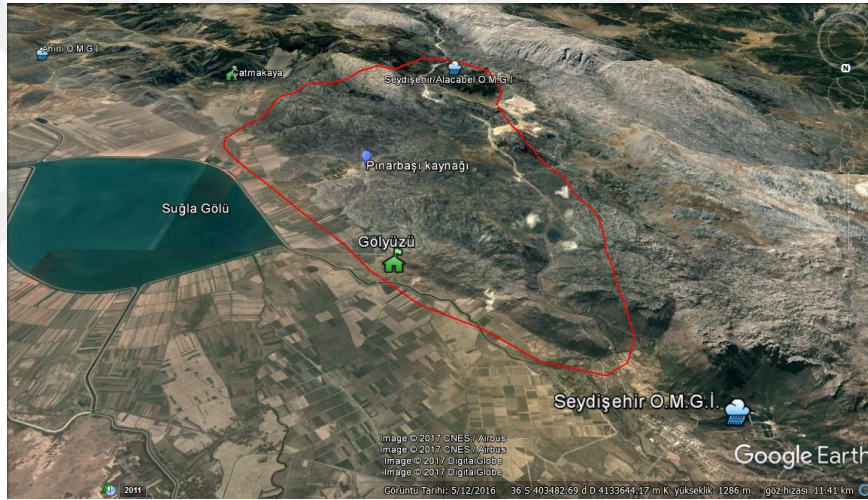 Ahırlı O.M.G.İ.
Çatmakaya
Seydişehir/Alacabel O.M.G.İ.
Pınarbaşı kaynağı
Suğla Gölü
Gölyüzü
Seydişehir O.M.G.İ.
N
Image © 2017 CNES / Airbus
Image © 2017 CNES / Airbus
Image © 2017 DigitalGlobe
Image © 2017 DigitalGlobe
Google Earth
2011
Görüntü Tarihi: 5/12/2016 36 S 403482.69 d D 4133644.17 m K yükseklik 1286 m göz hizası 11.41 km